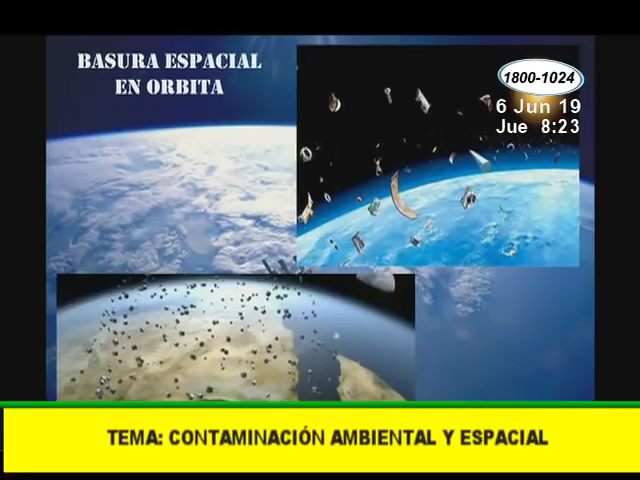 BASURA ESPACIAL
EN ORBITA
1800-1024
6 Jun 19
Jue 8:23
TEMA: CONTAMINACIÓN AMBIENTAL Y ESPACIAL